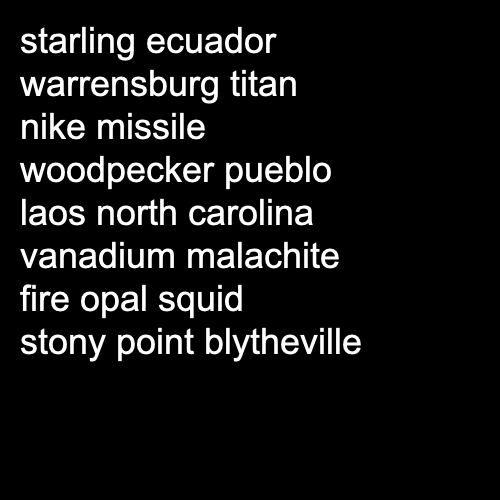 starling ecuador
warrensburg titan
nike missile
woodpecker pueblo
laos north carolina
vanadium malachite
fire opal squid
stony point blytheville